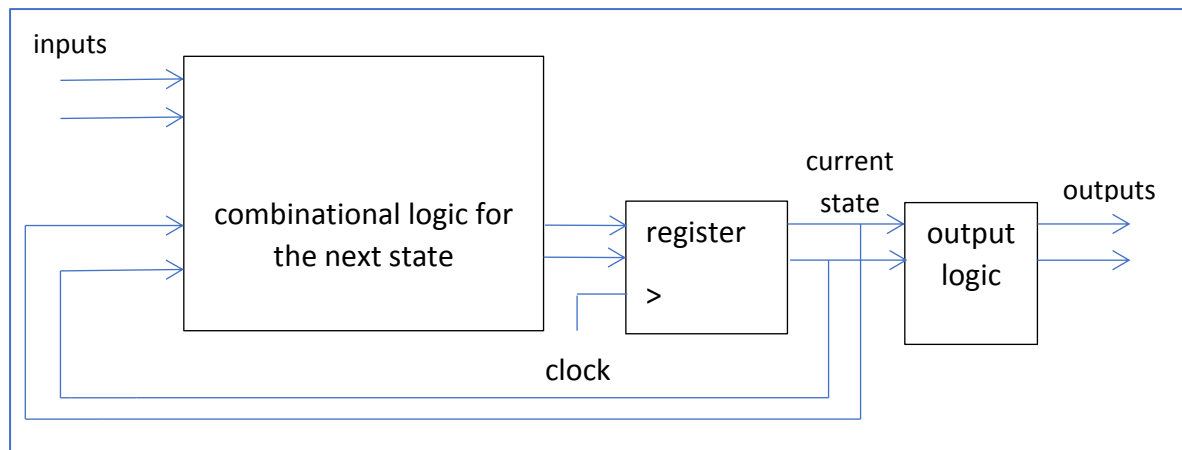 inputs
combinational logic for
the next state
register
>
clock
current
state
output
logic
outputs